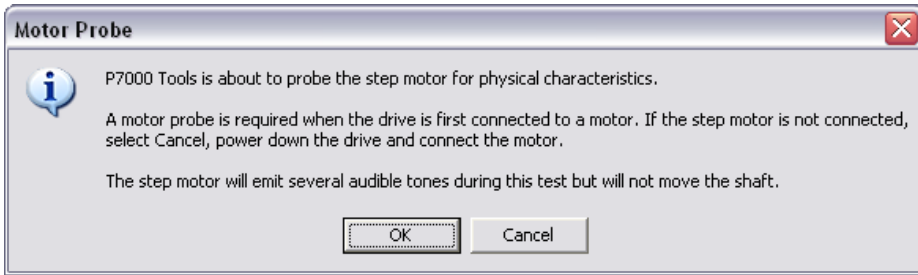 Motor Probe
P7000 Tools is about to probe the step motor for physical characteristics.
A motor probe is required when the drive is first connected to a motor. If the step motor is not connected,
select Cancel, power down the drive and connect the motor.
The step motor will emit several audible tones during this test but will not move the shaft.
OK Cancel